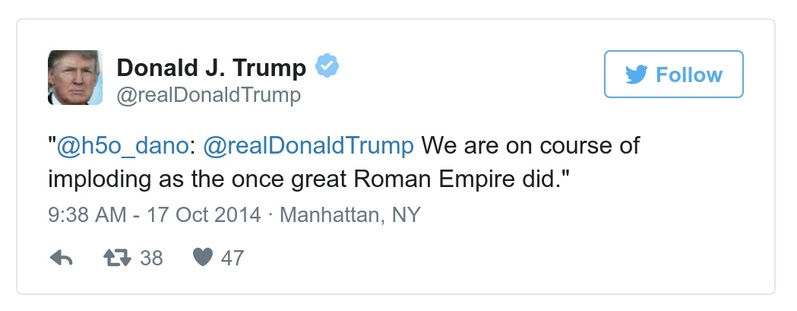 Donald J. Trump
@realDonaldTrump
Follow
"@h5o_dano: @realDonaldTrump We are on course of
imploding as the once great Roman Empire did."
9:38 AM - 17 Oct 2014 · Manhattan, NY
38 47